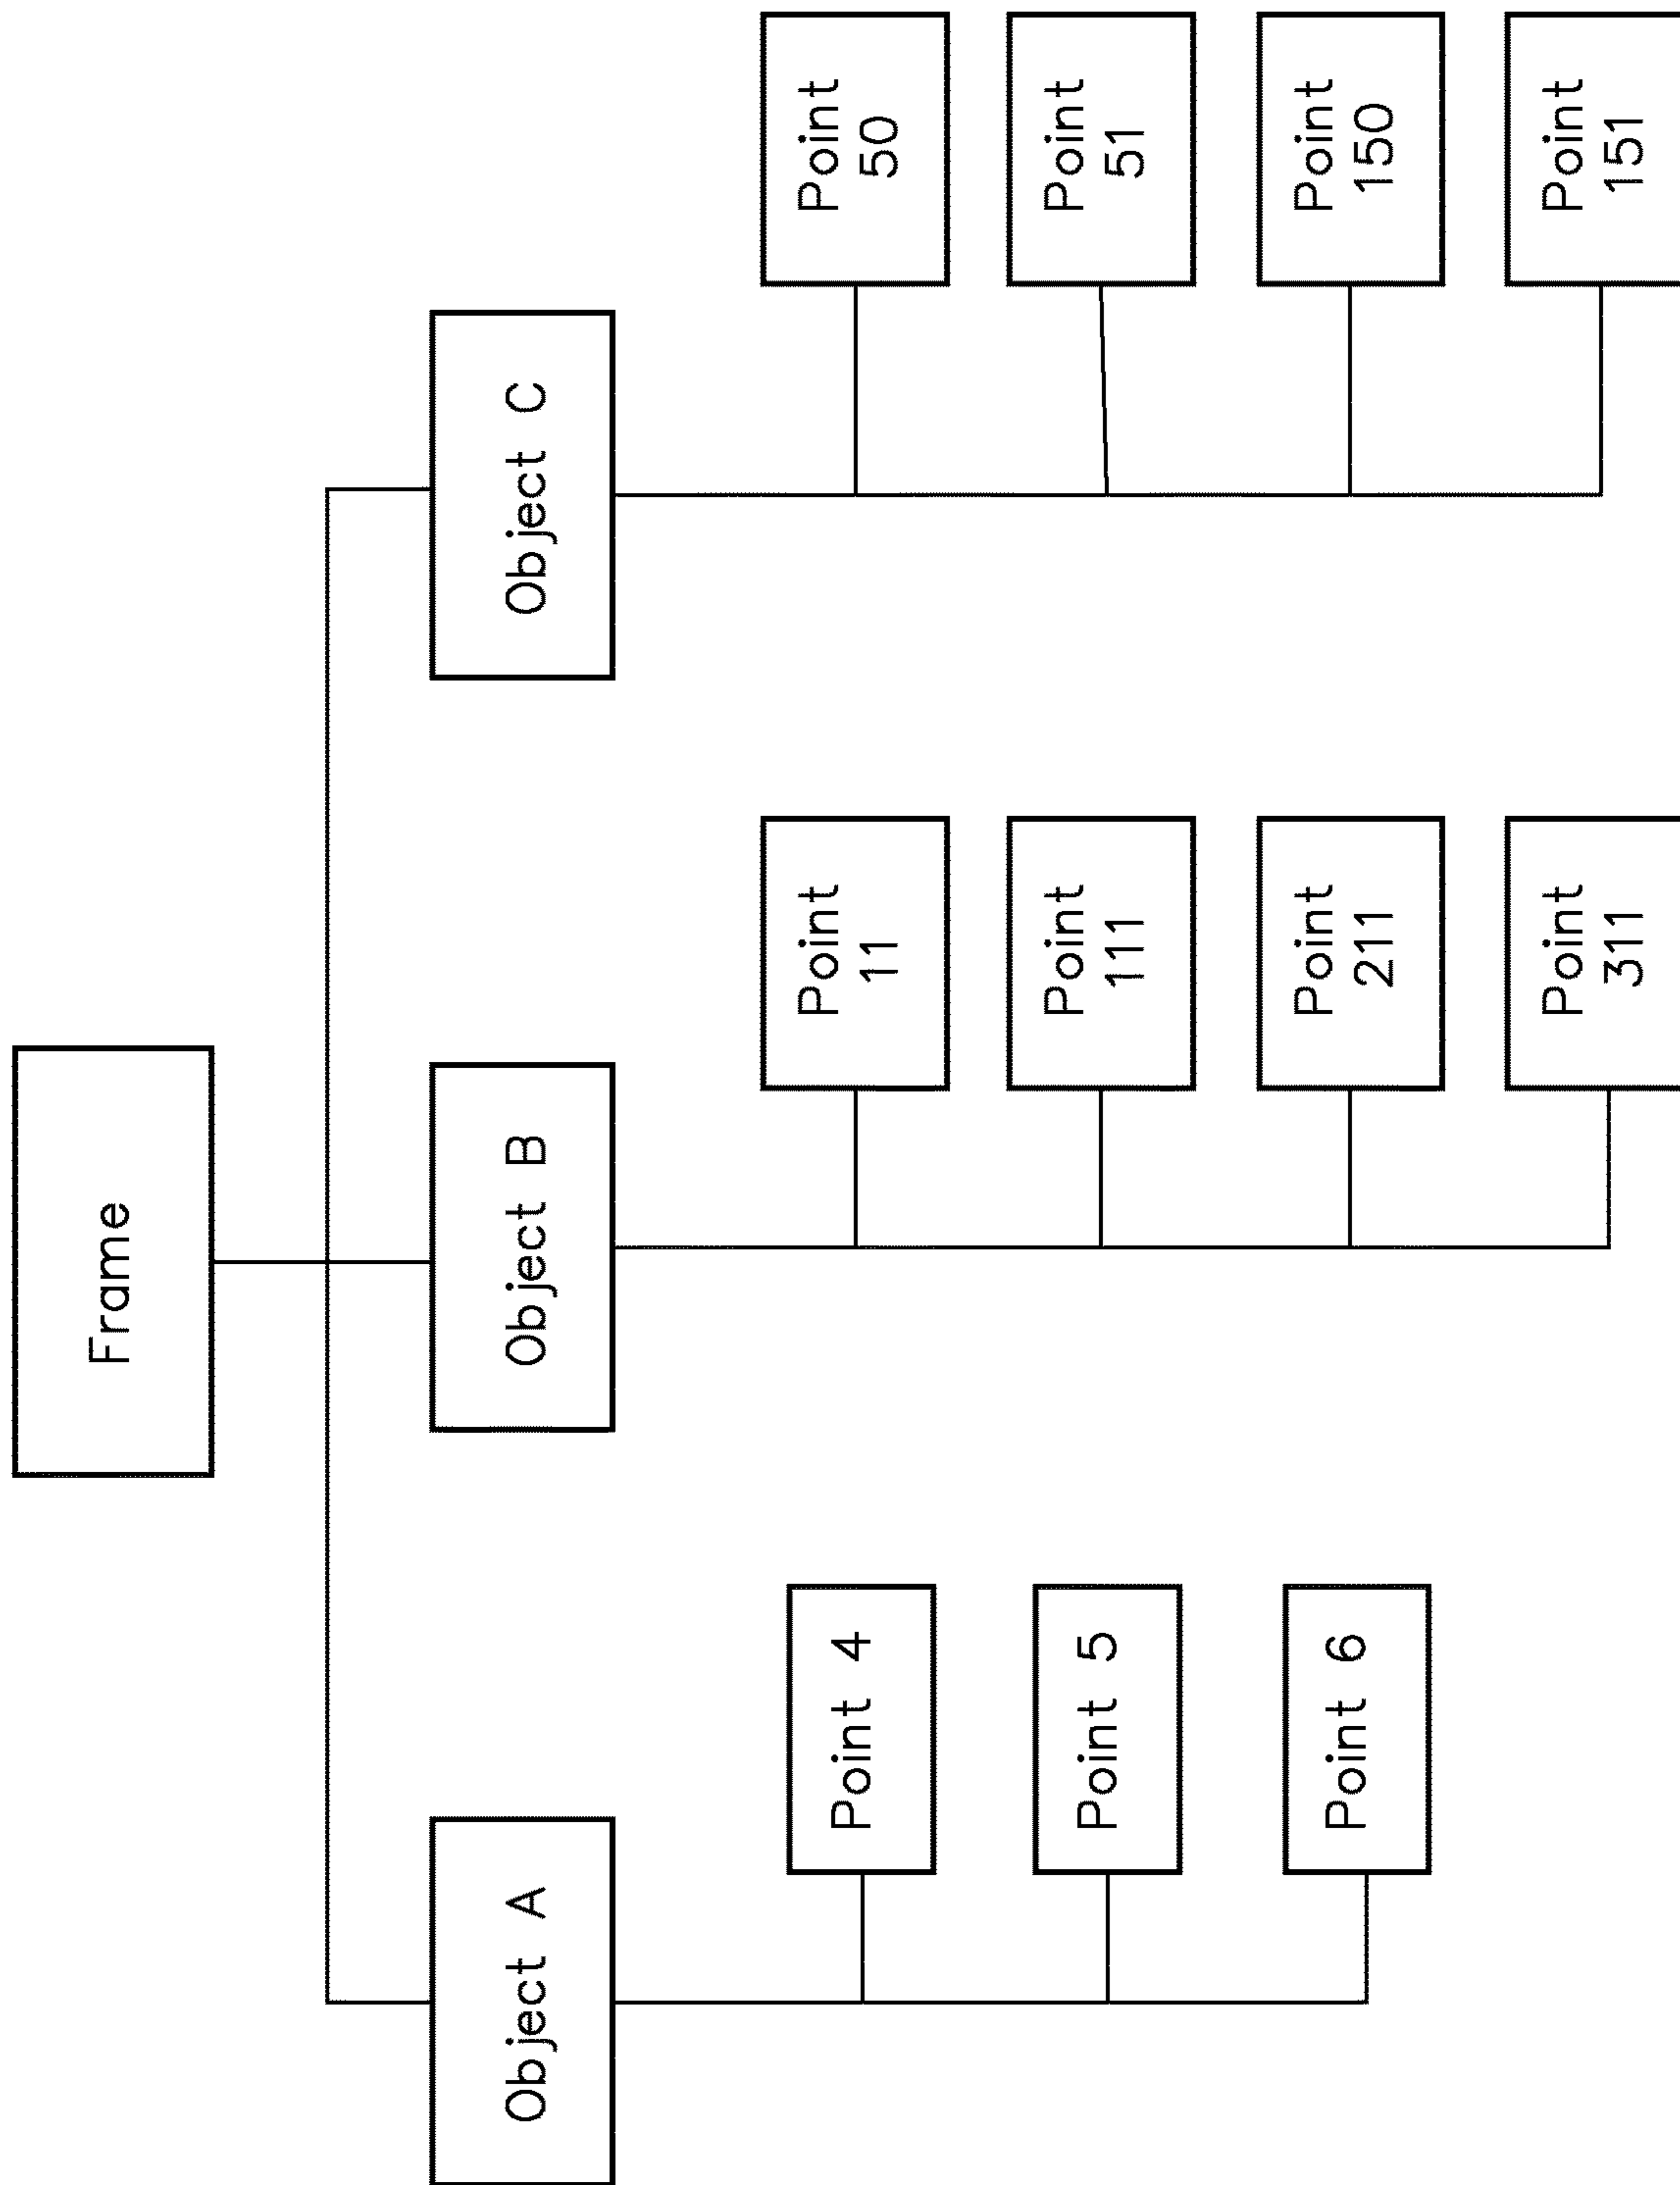 Frame
Object A
Object B
Object C
Point 4
Point 5
Point 6
Point
11
Point
111
Point
211
Point
311
Point
50
Point
51
Point
150
Point
151